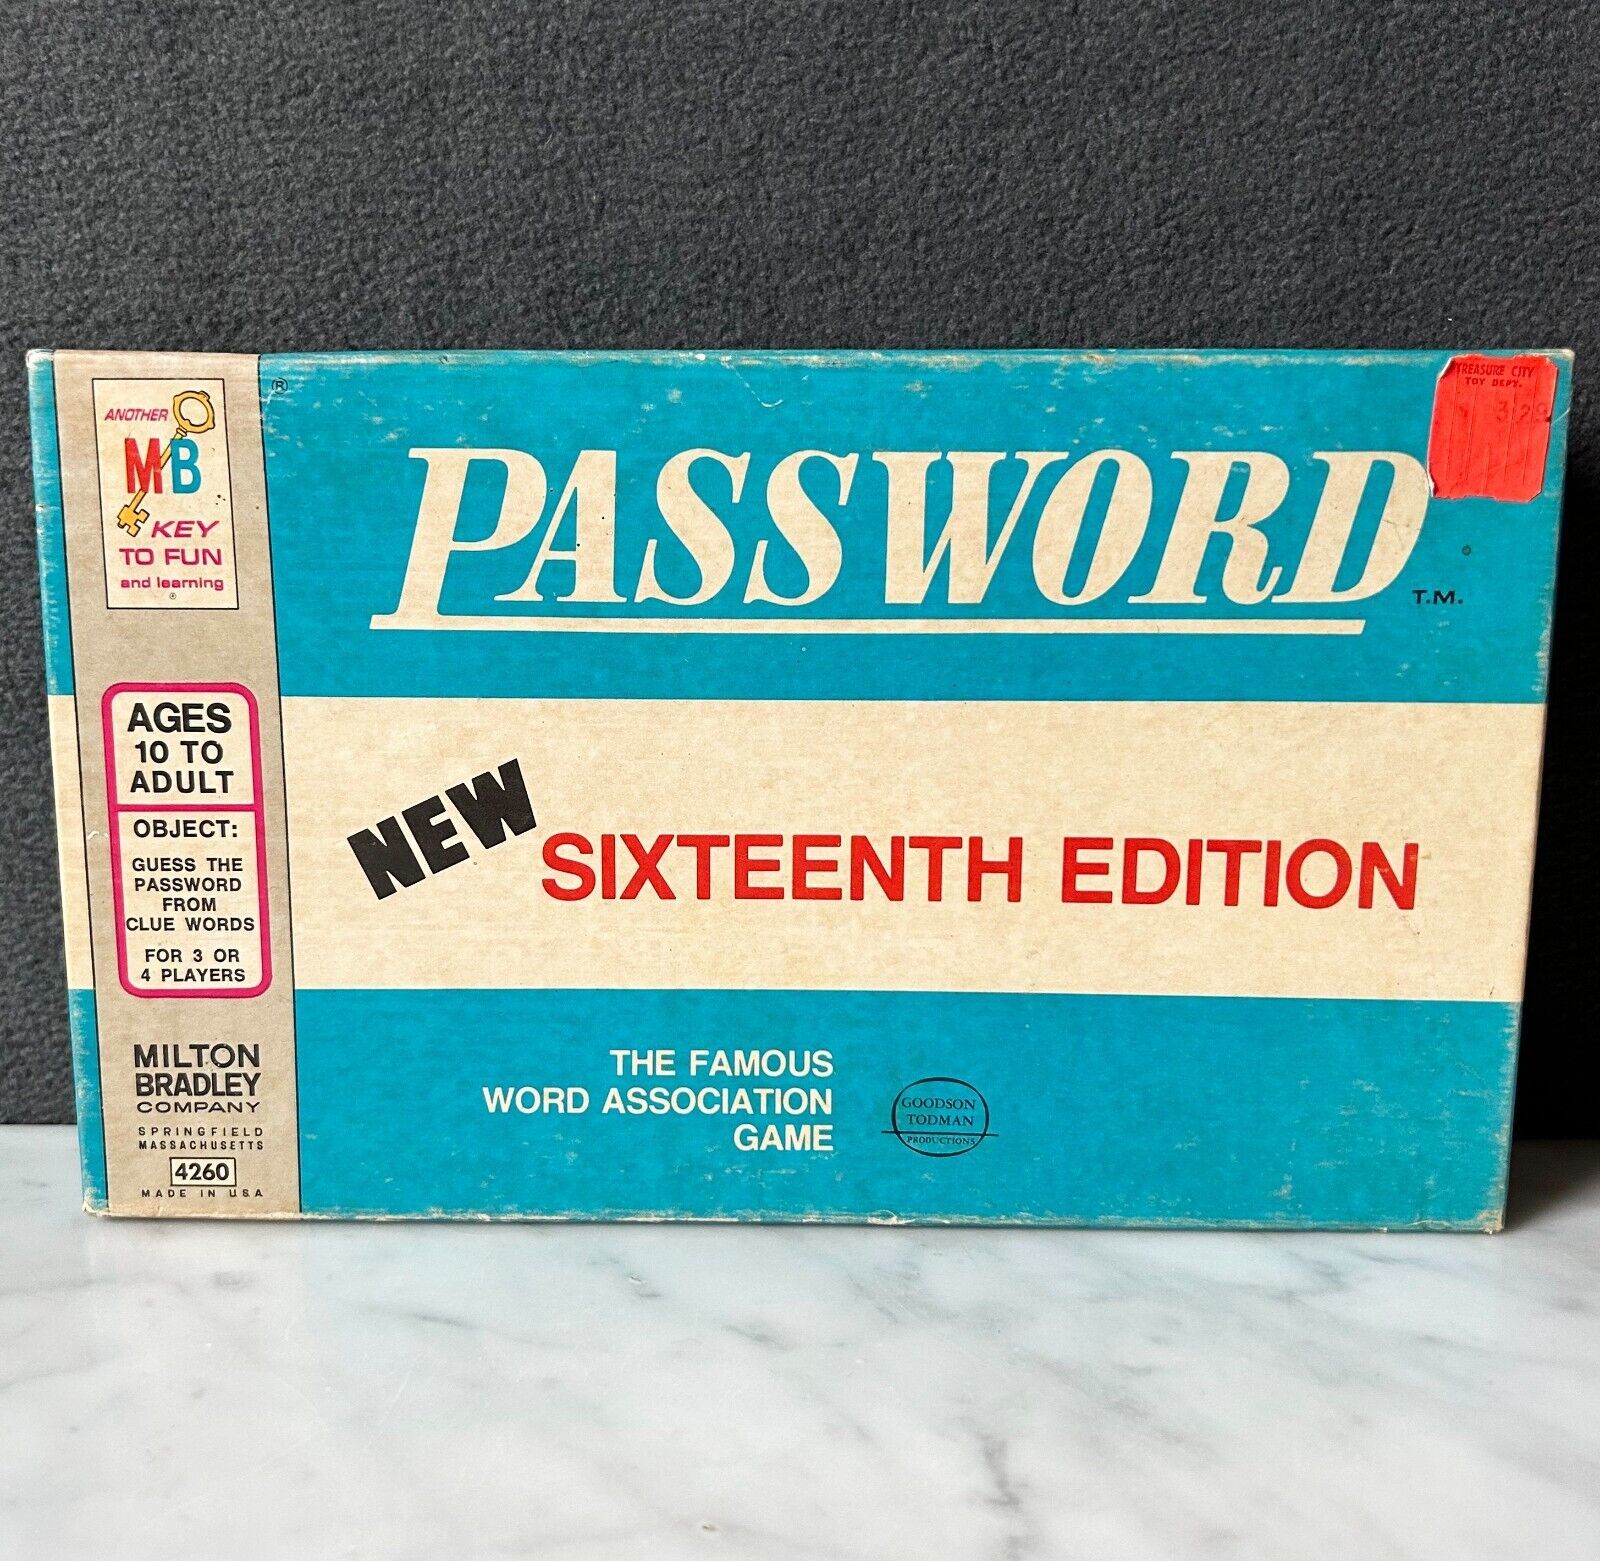 TREASURE CITY
TOY DEPT.
ANOTHER
MB
KEY
TO FUN
and learning
®
®
PASSWORD
T.M.
AGES
10 TO
ADULT
OBJECT:
GUESS THE
PASSWORD
FROM
CLUE WORDS
FOR 3 OR
4 PLAYERS
NEW
SIXTEENTH EDITION
MILTON
BRADLEY
COMPANY
SPRINGFIELD
MASSACHUSETTS
4260
MADE IN U.S.A
THE FAMOUS
WORD ASSOCIATION
GAME
GOODSON
TODMAN
PRODUCTIONS